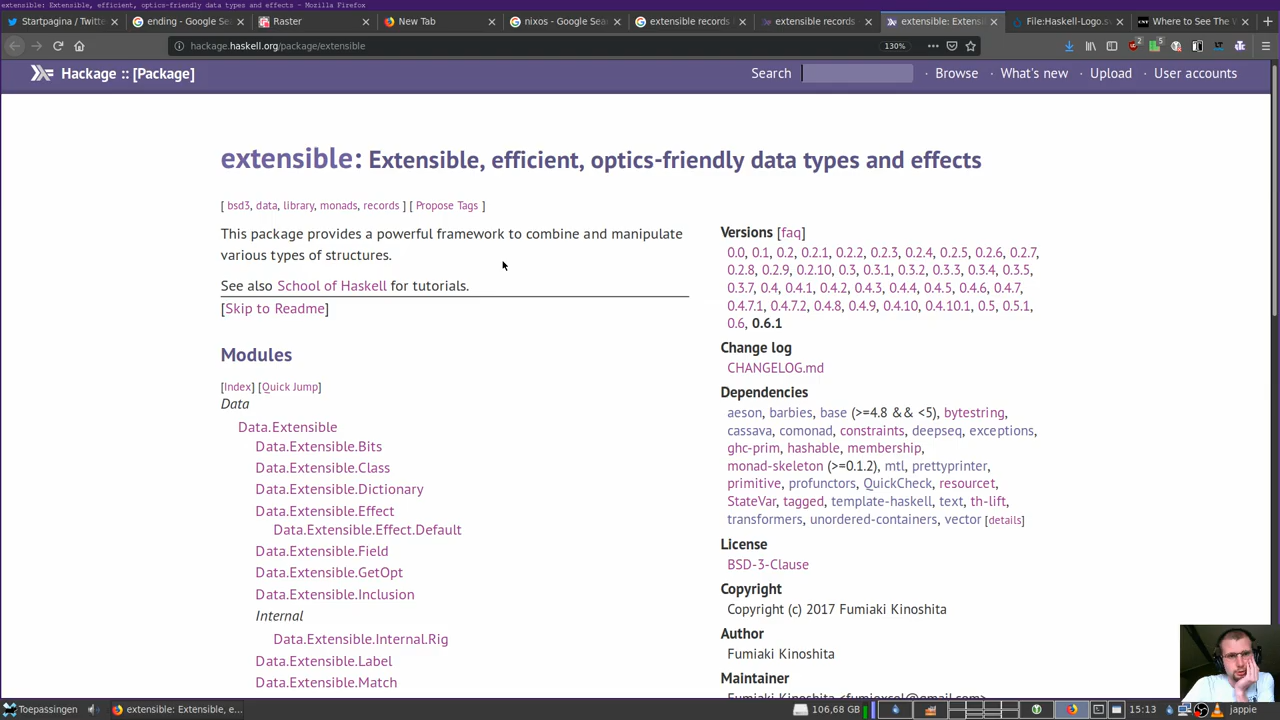 extensible: Extensible, efficient, optics-friendly data types and effects - Mozilla Firefox
Startpagina / Twitte
ending - Google Sea
Raster
New Tab
nixos - Google Sear
extensible records
extensible records
extensible: Extensi
File:Haskell-Logo.sv
Where to See The W
hackage.haskell.org/package/extensible
130%
Hackage :: [Package]
Search
· Browse
· What's new
· Upload
· User accounts
extensible: Extensible, efficient, optics-friendly data types and effects
[ bsd3, data, library, monads, records ] [ Propose Tags ]
This package provides a powerful framework to combine and manipulate
various types of structures.
See also School of Haskell for tutorials.
[Skip to Readme]
Modules
[Index] [Quick Jump]
Data
Data.Extensible
Data.Extensible.Bits
Data.Extensible.Class
Data.Extensible.Dictionary
Data.Extensible.Effect
Data.Extensible.Effect.Default
Data.Extensible.Field
Data.Extensible.GetOpt
Data.Extensible.Inclusion
Internal
Data.Extensible.Internal.Rig
Data.Extensible.Label
Data.Extensible.Match
Versions [faq]
0.0, 0.1, 0.2, 0.2.1, 0.2.2, 0.2.3, 0.2.4, 0.2.5, 0.2.6, 0.2.7,
0.2.8, 0.2.9, 0.2.10, 0.3, 0.3.1, 0.3.2, 0.3.3, 0.3.4, 0.3.5,
0.3.7, 0.4, 0.4.1, 0.4.2, 0.4.3, 0.4.4, 0.4.5, 0.4.6, 0.4.7,
0.4.7.1, 0.4.7.2, 0.4.8, 0.4.9, 0.4.10, 0.4.10.1, 0.5, 0.5.1,
0.6, 0.6.1
Change log
CHANGELOG.md
Dependencies
aeson, barbies, base (>=4.8 && <5), bytestring,
cassava, comonad, constraints, deepseq, exceptions,
ghc-prim, hashable, membership,
monad-skeleton (>=0.1.2), mtl, prettyprinter,
primitive, profunctors, QuickCheck, resourcet,
StateVar, tagged, template-haskell, text, th-lift,
transformers, unordered-containers, vector [details]
License
BSD-3-Clause
Copyright
Copyright (c) 2017 Fumiaki Kinoshita
Author
Fumiaki Kinoshita
Maintainer
Fumiaki Kinoshita <fumiexcel@gmail.com>
Toepassingen
extensible: Extensible, e...
106,68 GB
15:13
jappie